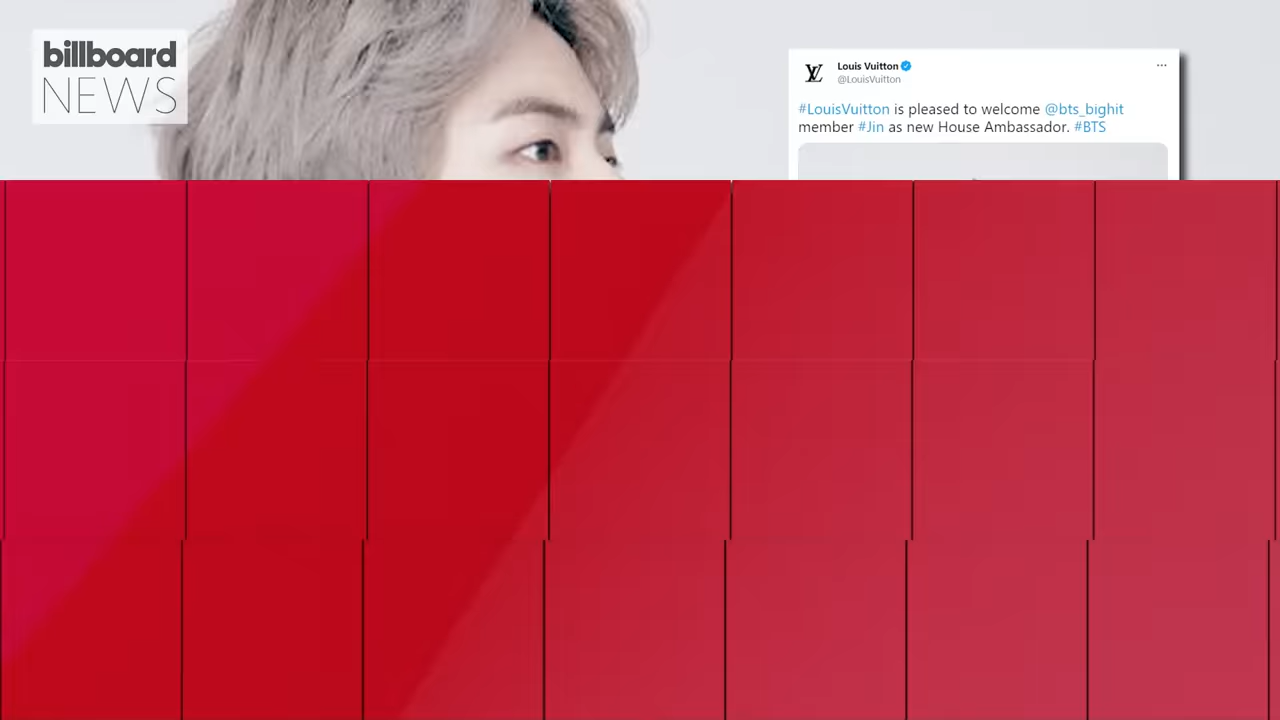 billboard
NEWS
Louis Vuitton
@LouisVuitton
#LouisVuitton is pleased to welcome @bts_bighit
member #Jin as new House Ambassador. #BTS